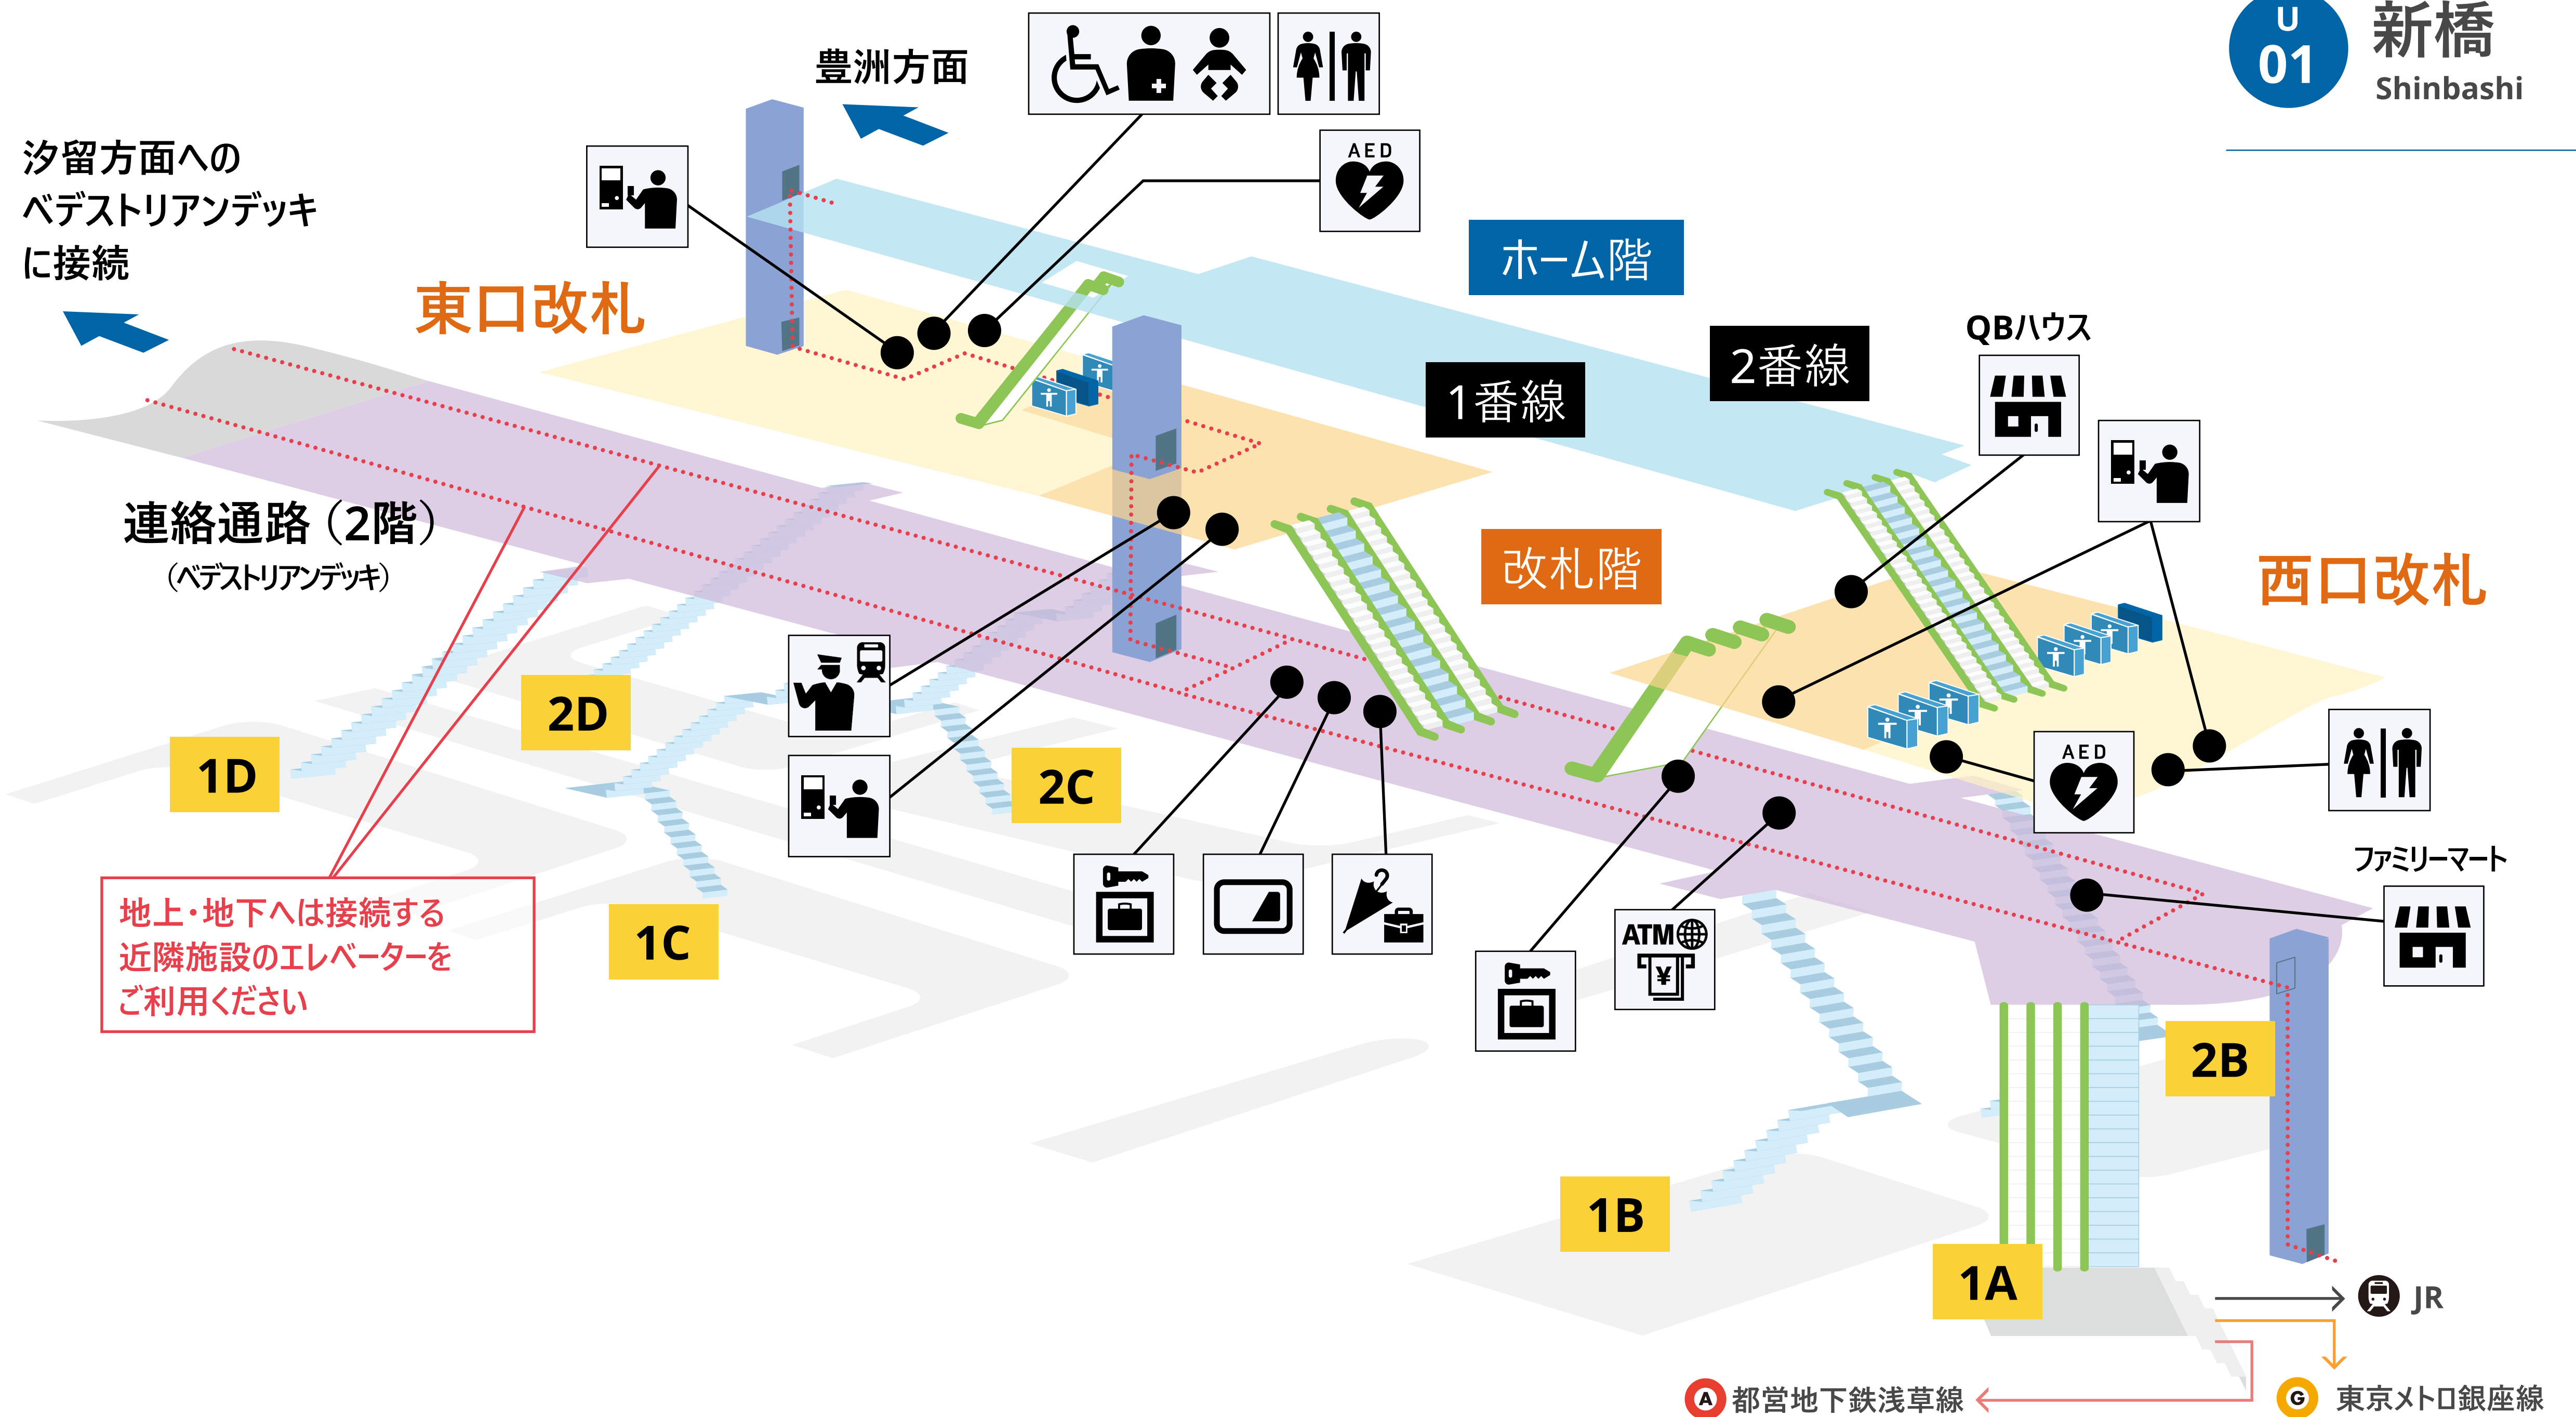 U
01
新橋
Shinbashi
豊洲方面
汐留方面への
ペデストリアンデッキ
に接続
AED
東口改札
ホーム階
2番線
1番線
QBハウス
連絡通路（2階）
（ペデストリアンデッキ）
改札階
西口改札
2D
1D
2C
AED
ファミリーマート
地上・地下へは接続する
近隣施設のエレベーターを
ご利用ください
1C
ATM
¥
2B
1B
1A
JR
A 都営地下鉄浅草線
G 東京メトロ銀座線